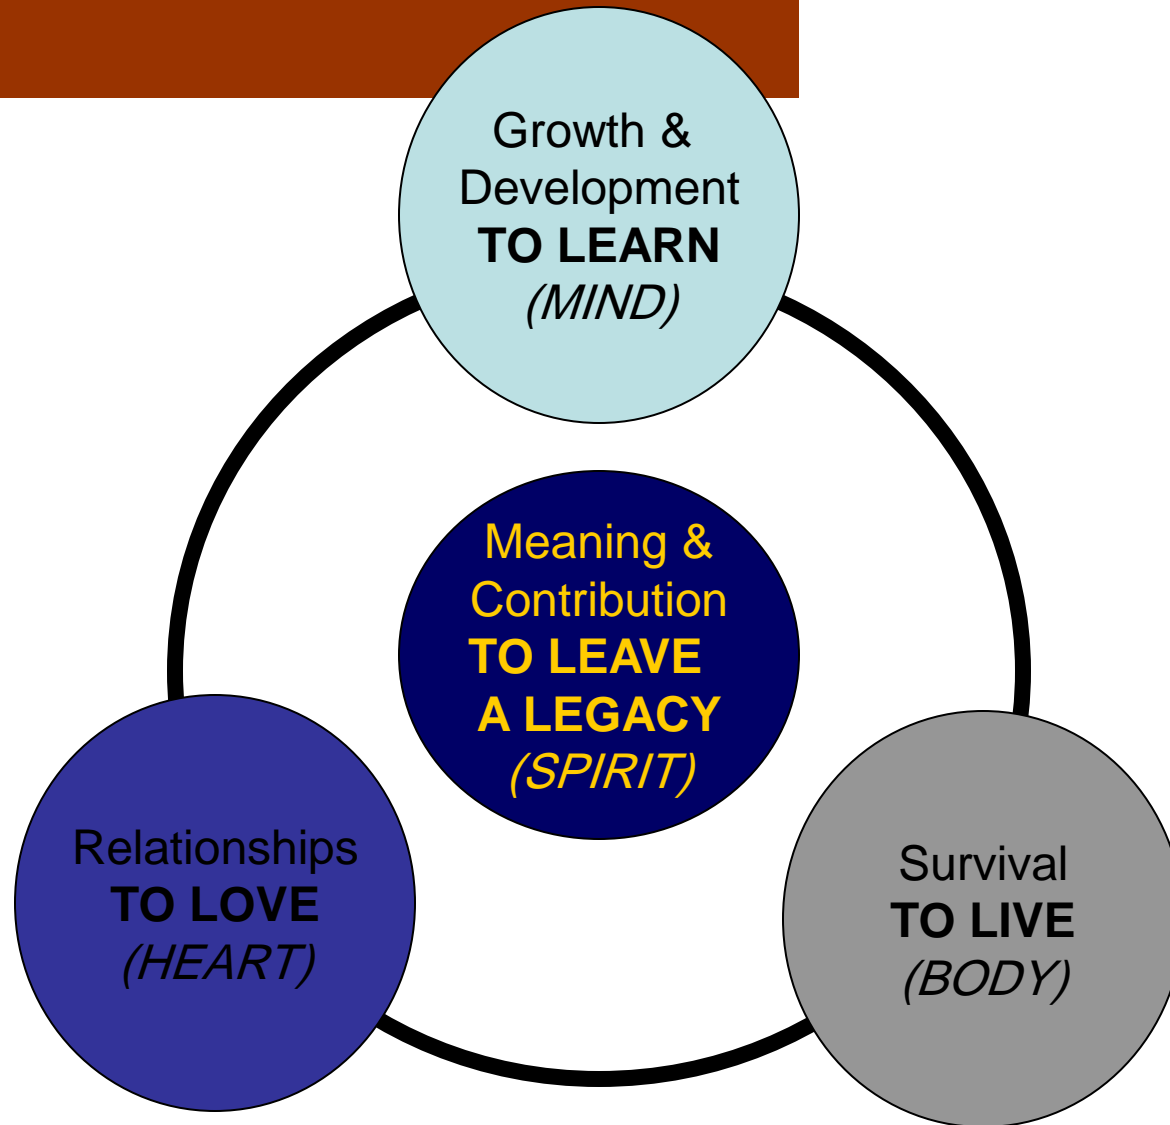 Growth &
Development
TO LEARN
(MIND)
Meaning &
Contribution
TO LEAVE
A LEGACY
(SPIRIT)
Relationships
TO LOVE
(HEART)
Survival
TO LIVE
(BODY)